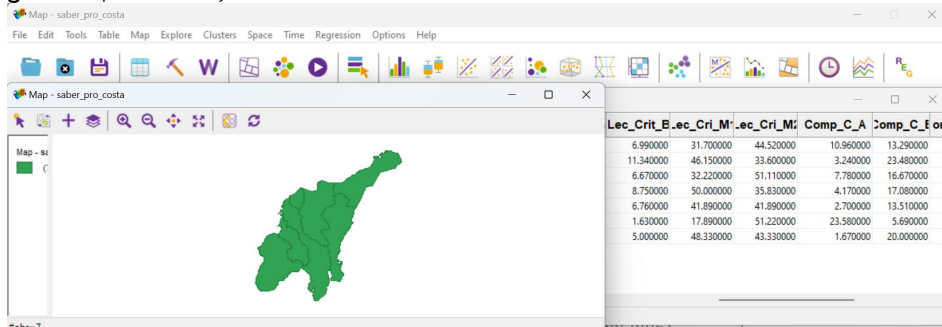 Map - saber_pro_costa
File Edit Tools Table Map Explore Clusters Space Time Regression Options Help
Map - saber_pro_costa
Map - sa
Lec_Crit_B Lec_Cri_M1 Lec_Cri_M2 Comp_C_A Comp_C_B
6.990000 31.700000 44.520000 10.960000 13.290000
11.340000 46.150000 33.600000 3.240000 23.480000
6.670000 32.220000 51.110000 7.780000 16.670000
8.750000 50.000000 35.830000 4.170000 17.080000
6.760000 41.890000 41.890000 2.700000 13.510000
1.630000 17.890000 51.220000 23.580000 5.690000
5.000000 48.330000 43.330000 1.670000 20.000000